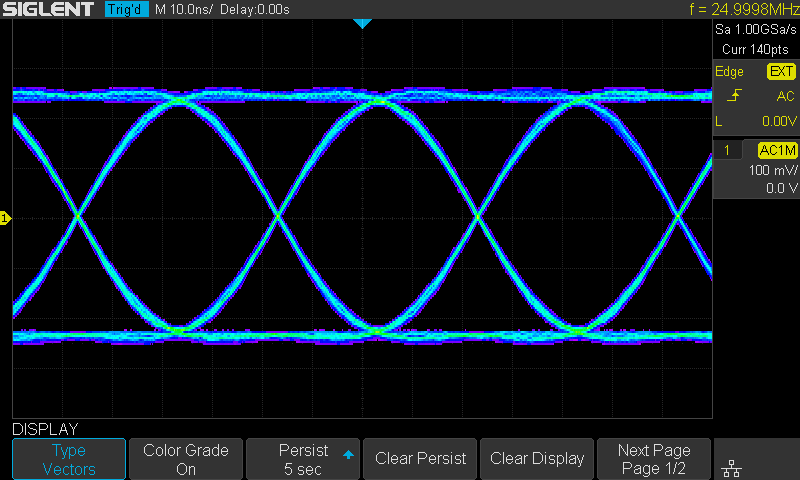 SIGLENT Trig'd M 10.0ns/ Delay:0.00s f = 24.9998MHz
Sa 1.00GSa/s
Curr 140pts
Edge EXT
AC
L 0.00V
1 AC1M
100 mV/
0.0 V
1
DISPLAY
Type
Vectors
Color Grade
On
Persist
5 sec
Clear Persist
Clear Display
Next Page
Page 1/2